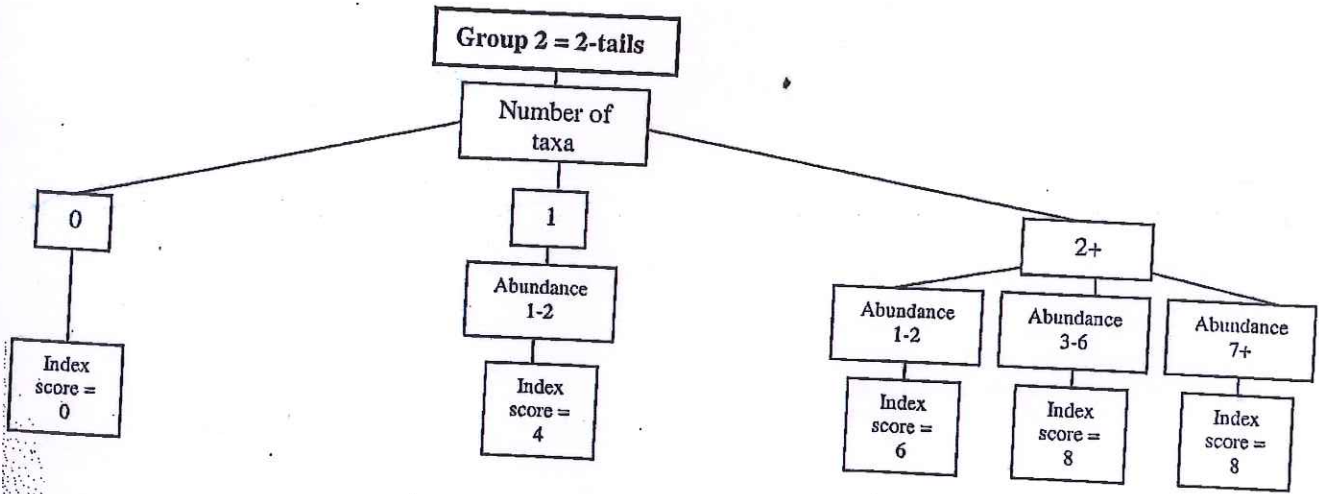 Group 2 = 2-tails
Number of
taxa
0
1
2+
Abundance
1-2
Abundance
1-2
Abundance
3-6
Abundance
7+
Index
score =
0
Index
score =
4
Index
score =
6
Index
score =
8
Index
score =
8